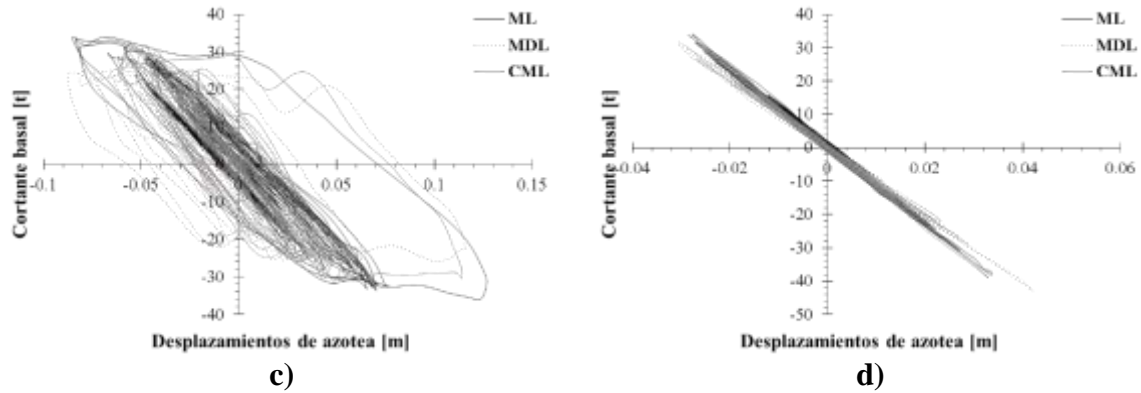 40
30
20
10
0
-10
-20
-30
-40
-0.1
-0.05
0
0.05
0.1
0.15
Cortante basal [t]
Desplazamientos de azotea [m]
ML
MDL
CML
c)
40
30
20
10
0
-10
-20
-30
-40
-50
-0.04
-0.02
0
0.02
0.04
0.06
Cortante basal [t]
Desplazamientos de azotea [m]
ML
MDL
CML
d)